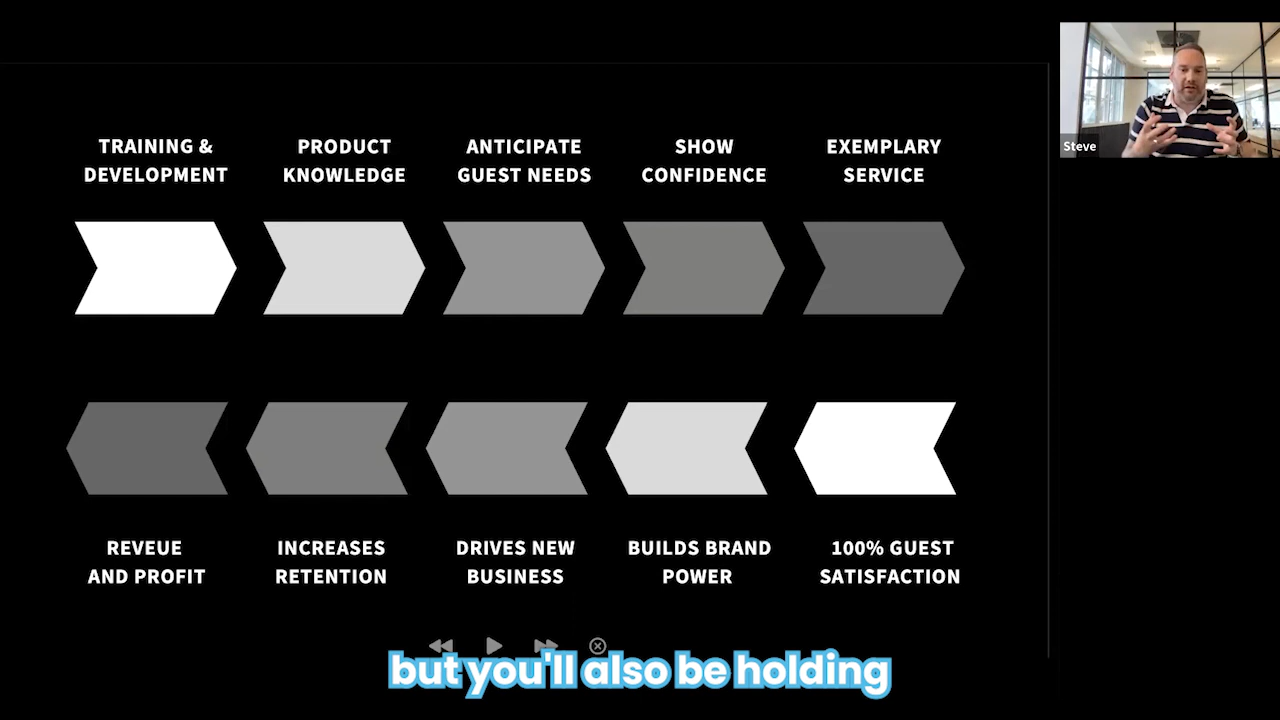 TRAINING &
DEVELOPMENT
PRODUCT
KNOWLEDGE
ANTICIPATE
GUEST NEEDS
SHOW
CONFIDENCE
EXEMPLARY
SERVICE
Steve
REVEUE
AND PROFIT
INCREASES
RETENTION
DRIVES NEW
BUSINESS
BUILDS BRAND
POWER
100% GUEST
SATISFACTION
but you'll also be holding